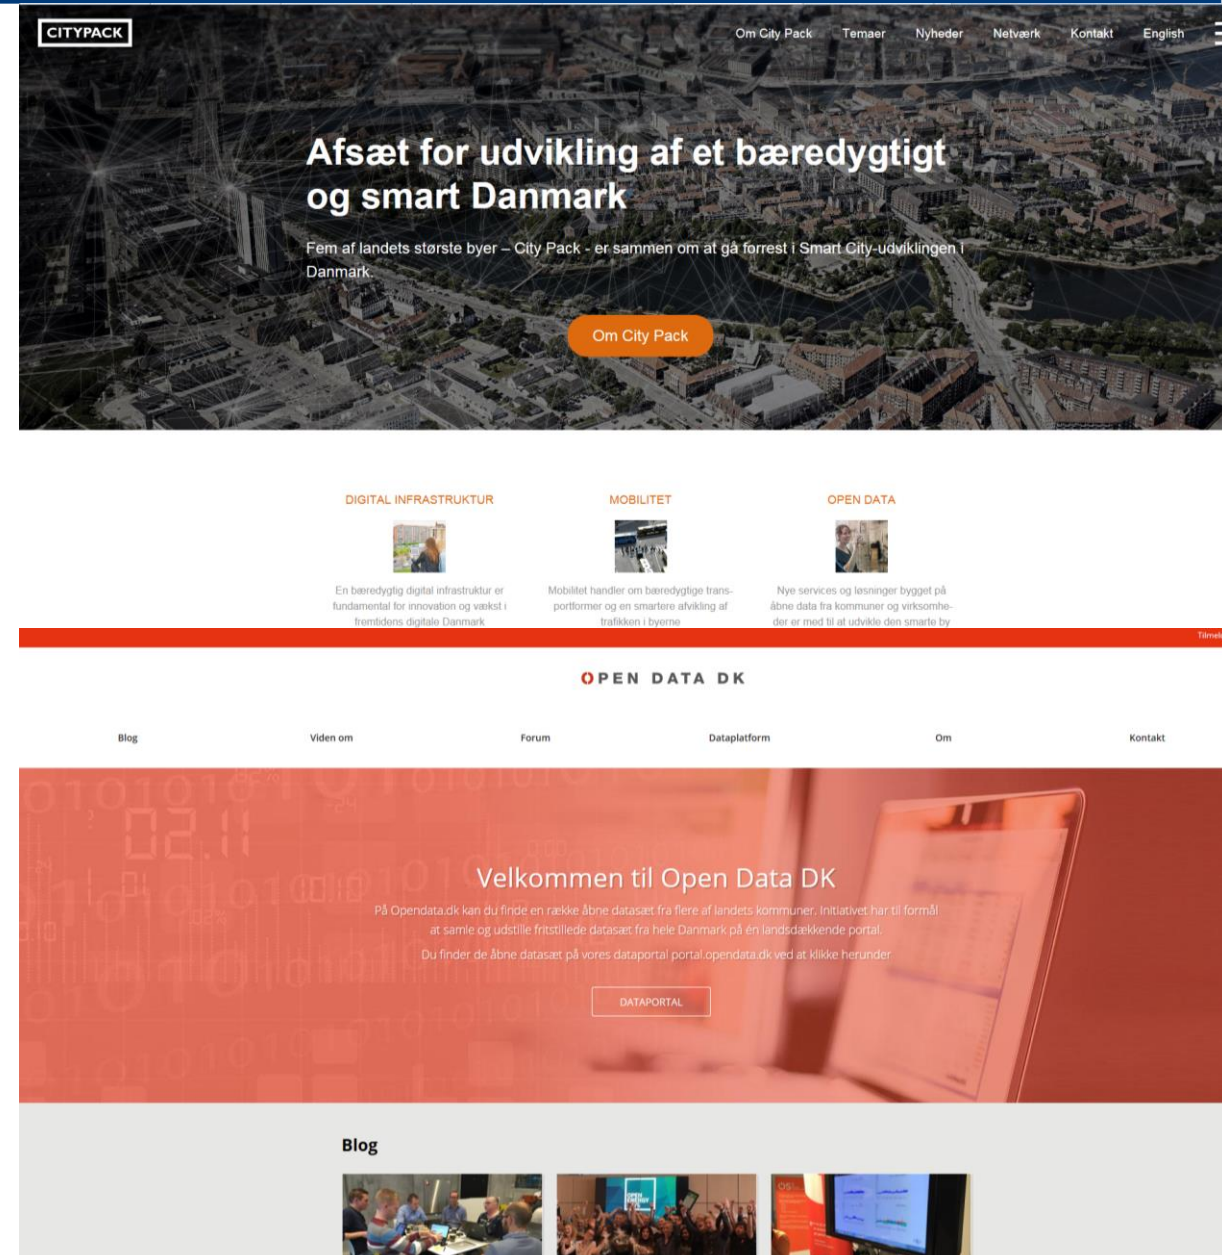 CITYPACK
Om City Pack Temaer Nyheder Netværk Kontakt English
Afsæt for udvikling af et bæredygtigt
og smart Danmark
Fem af landets største byer – City Pack - er sammen om at gå forrest i Smart City-udviklingen i
Danmark.
Om City Pack
DIGITAL INFRASTRUKTUR
En bæredygtig digital infrastruktur er
fundamental for innovation og vækst i
fremtidens digitale Danmark
MOBILITET
Mobilitet handler om bæredygtige trans-
portformer og en smartere afvikling af
trafikken i byerne
OPEN DATA
Nye services og løsninger bygget på
åbne data fra kommuner og virksomhe-
der er med til at udvikle den smarte by
OPEN DATA DK
Blog Viden om Forum Dataplatform Om Kontakt
02.11
Velkommen til Open Data DK
På Opendata.dk kan du finde en række åbne datasæt fra flere af landets kommuner. Initiativet har til formål
at samle og udstille fritstillede datasæt fra hele Danmark på én landsdækkende portal.
Du finder de åbne datasæt på vores dataportal portal.opendata.dk ved at klikke herunder
DATAPORTAL
Blog